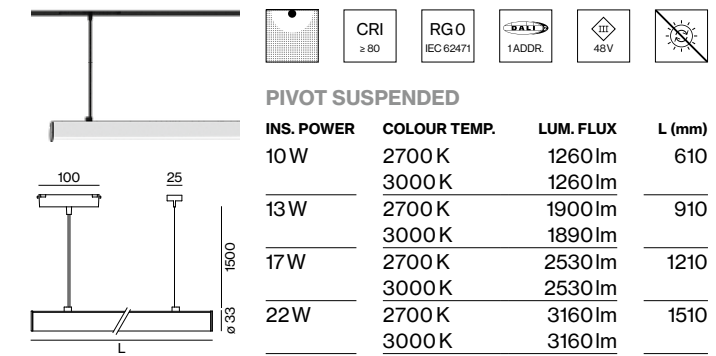 CRI
≥ 80
RG0
IEC 62471
DALI
1 ADDR.
III
48V
PIVOT SUSPENDED
INS. POWER COLOUR TEMP. LUM. FLUX L (mm)
10 W 2700 K 1260 lm 610
3000 K 1260 lm
13 W 2700 K 1900 lm 910
3000 K 1890 lm
17 W 2700 K 2530 lm 1210
3000 K 2530 lm
22 W 2700 K 3160 lm 1510
3000 K 3160 lm
100
25
1500
ø 33
L